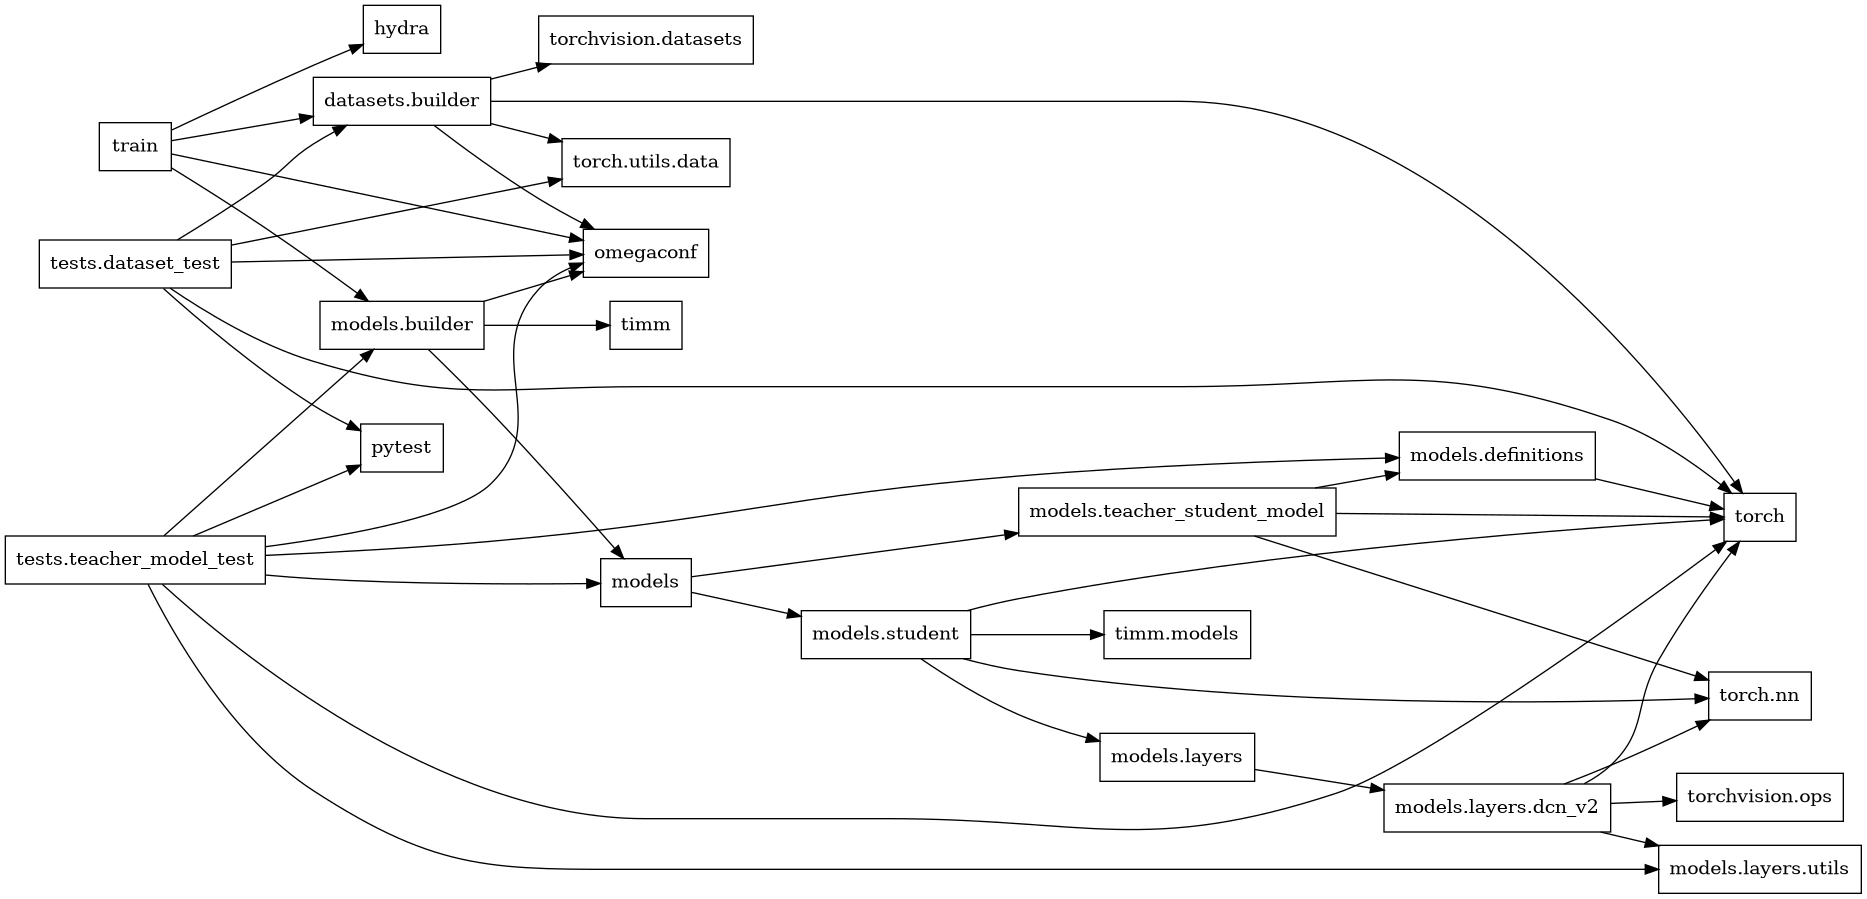 hydra
torchvision.datasets
datasets.builder
train
torch.utils.data
omegaconf
tests.dataset_test
models.builder
timm
pytest
models.definitions
models.teacher_student_model
torch
tests.teacher_model_test
models
models.student
timm.models
torch.nn
models.layers
torchvision.ops
models.layers.dcn_v2
models.layers.utils